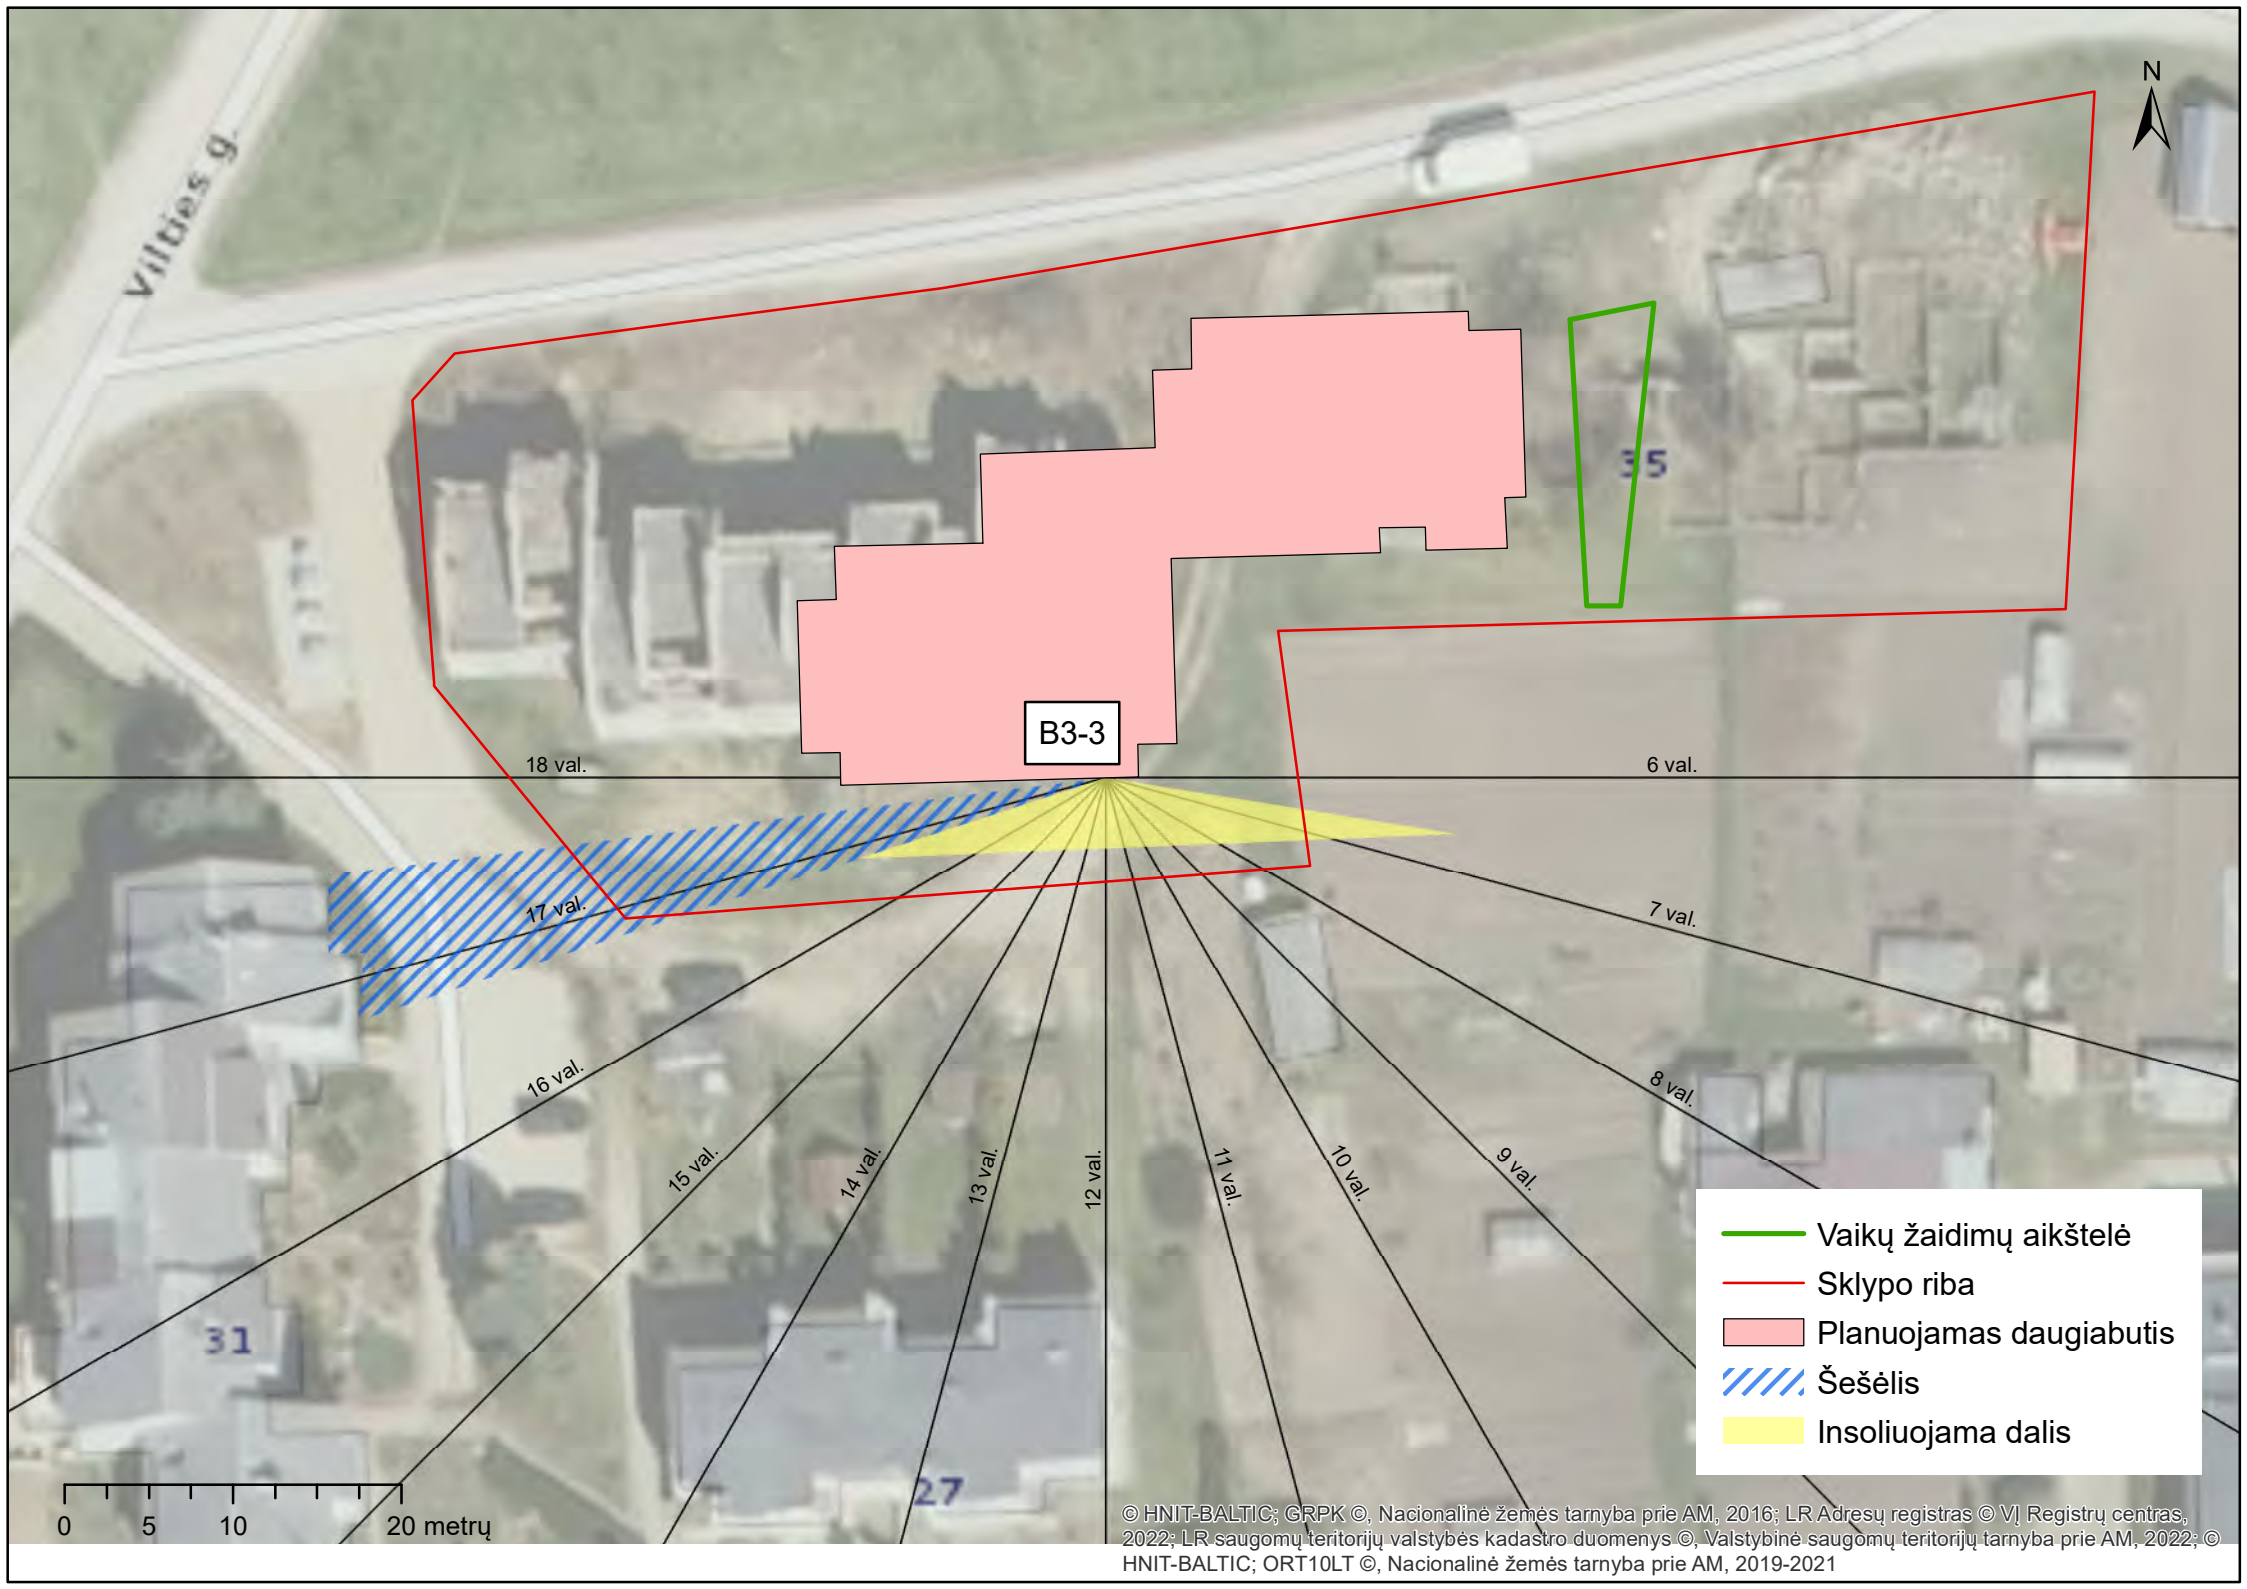 N
Vilties g.
35
B3-3
18 val.
6 val.
17 val.
7 val.
16 val.
8 val.
15 val.
14 val.
13 val.
12 val.
11 val.
10 val.
9 val.
31
27
Vaikų žaidimų aikštelė
Sklypo riba
Planuojamas daugiabutis
Šešėlis
Insoliuojama dalis
0 5 10 20 metrų
© HNIT-BALTIC; GRPK ©, Nacionalinė žemės tarnyba prie AM, 2016; LR Adresų registras © VĮ Registrų centras,
2022; LR saugomų teritorijų valstybės kadastro duomenys ©, Valstybinė saugomų teritorijų tarnyba prie AM, 2022; ©
HNIT-BALTIC; ORT10LT ©, Nacionalinė žemės tarnyba prie AM, 2019-2021